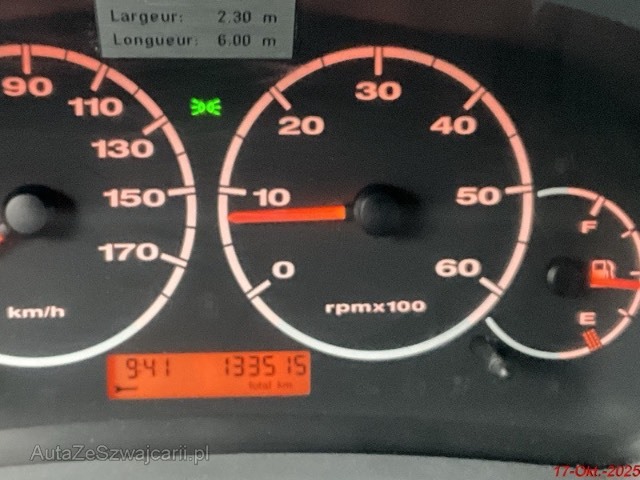 Largeur: 2.30 m
Longueur: 6.00 m
90
110
130
150
170
km/h
0
10
20
30
40
50
60
rpmx100
F
E
9:41 133515
total km
AutaZeSzwajcarii.pl
17-Okt.-2025